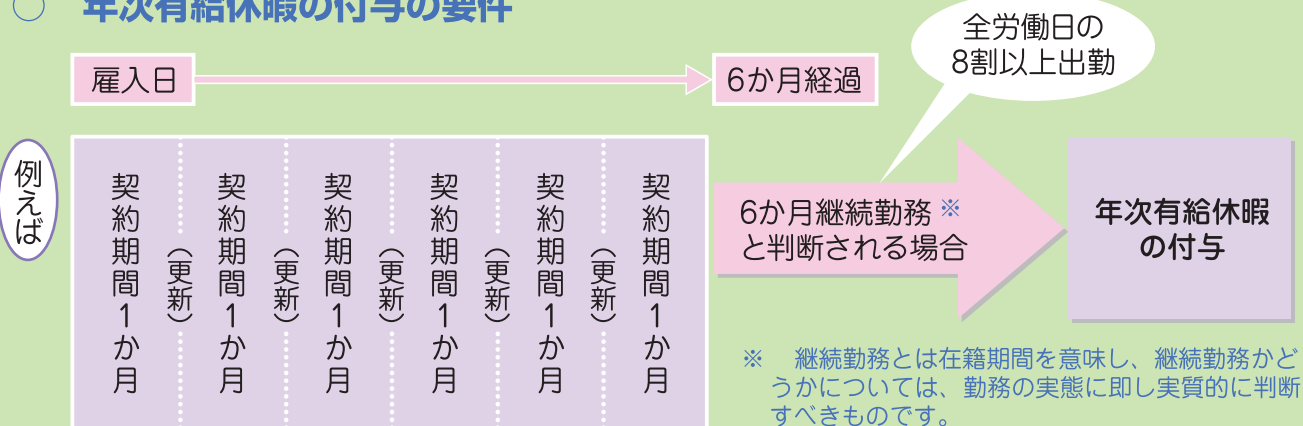 ○ 年次有給休暇の付与の要件
雇入日
6か月経過
全労働日の
8割以上出勤
例えば
契約期間1か月
(更新)
契約期間1か月
(更新)
契約期間1か月
(更新)
契約期間1か月
(更新)
契約期間1か月
(更新)
契約期間1か月
6か月継続勤務※
と判断される場合
年次有給休暇
の付与
※ 継続勤務とは在籍期間を意味し、継続勤務かど
うかについては、勤務の実態に即し実質的に判断
すべきものです。